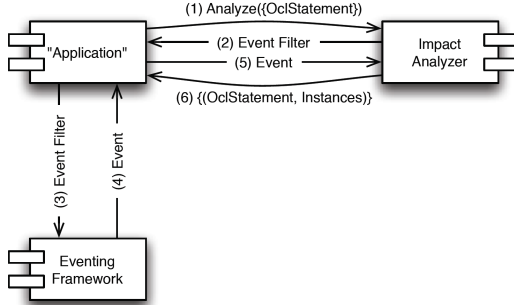 (1) Analyze({OclStatement})
"Application"
(2) Event Filter
(5) Event
(6) {(OclStatement, Instances)}
Impact
Analyzer
(3) Event Filter
(4) Event
Eventing
Framework